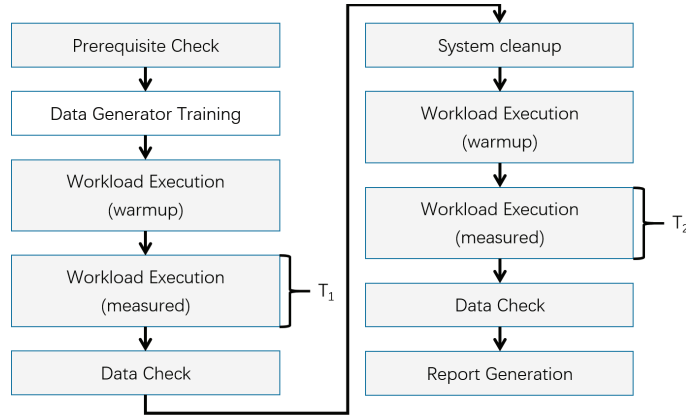 Prerequisite Check
Data Generator Training
Workload Execution
(warmup)
Workload Execution
(measured)
T₁
Data Check
System cleanup
Workload Execution
(warmup)
Workload Execution
(measured)
T₂
Data Check
Report Generation